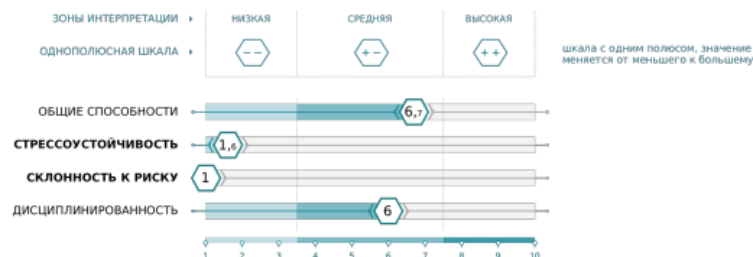 ЗОНЫ ИНТЕРПРЕТАЦИИ НИЗКАЯ СРЕДНЯЯ ВЫСОКАЯ
ОДНОПОЛЮСНАЯ ШКАЛА − − + − + +
шкала с одним полюсом, значение
меняется от меньшего к большему
ОБЩИЕ СПОСОБНОСТИ 6,7
СТРЕССОУСТОЙЧИВОСТЬ 1,6
СКЛОННОСТЬ К РИСКУ 1
ДИСЦИПЛИНИРОВАННОСТЬ 6
1 2 3 4 5 6 7 8 9 10